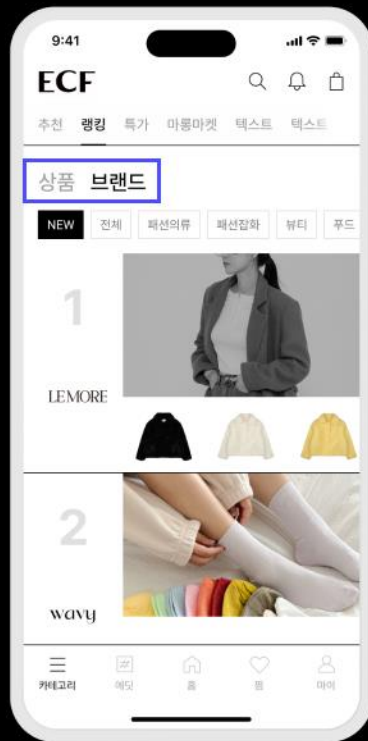 9:41
ECF
추천 랭킹 특가 마롱마켓 텍스트 텍스트
상품 브랜드
NEW 전체 패션의류 패션잡화 뷰티 푸드
1
LEMORE
2
wavy
카테고리 에딧 홈 찜 마이